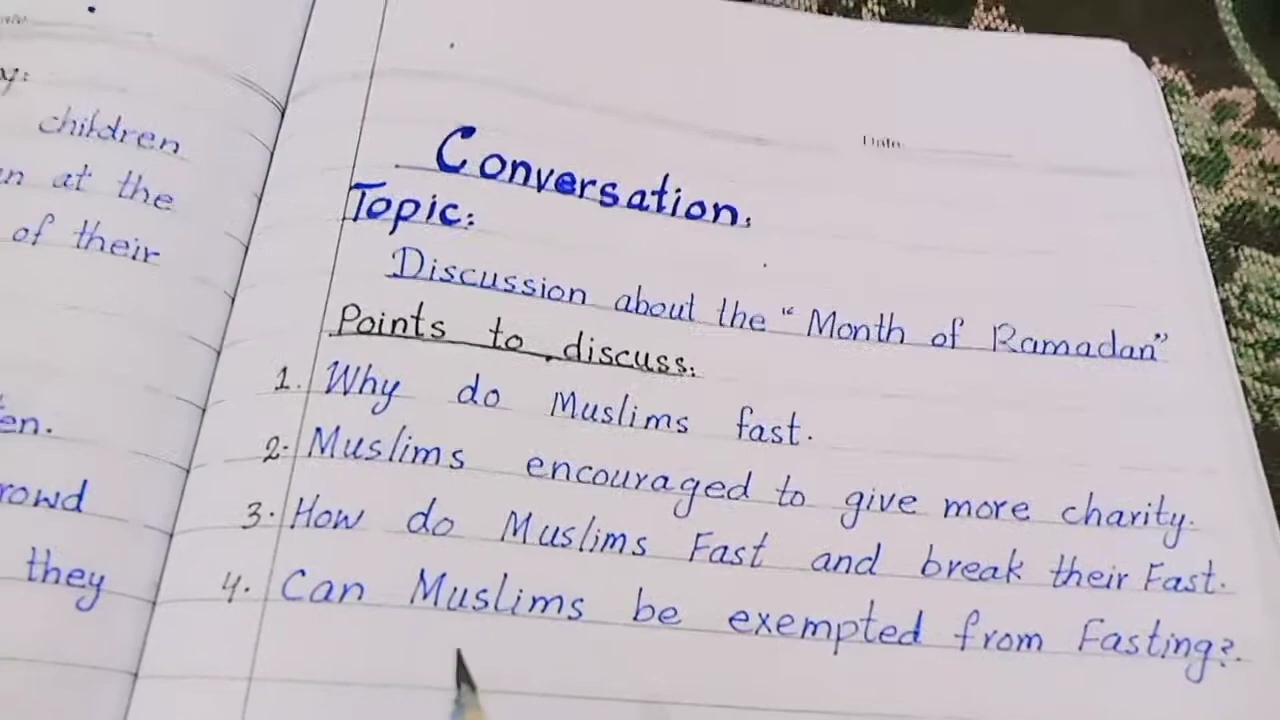 y:
children
n at the
of their
en.
rowd
they
Date
Conversation.
Topic:
Discussion about the "Month of Ramadan"
Points to discuss:
1. Why do Muslims fast.
2. Muslims encouraged to give more charity.
3. How do Muslims Fast and break their Fast.
4. Can Muslims be exempted from Fasting?.